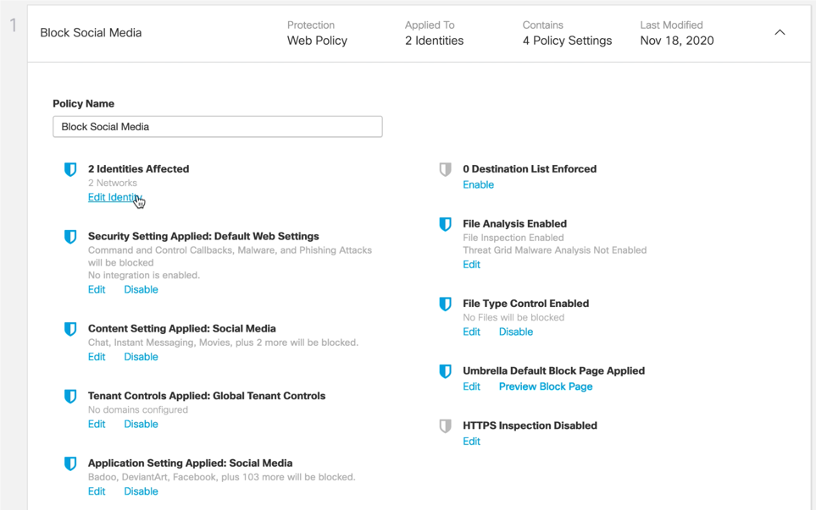 1
Block Social Media
Protection
Web Policy
Applied To
2 Identities
Contains
4 Policy Settings
Last Modified
Nov 18, 2020
Policy Name
Block Social Media
2 Identities Affected
2 Networks
Edit Identity
Security Setting Applied: Default Web Settings
Command and Control Callbacks, Malware, and Phishing Attacks
will be blocked
No integration is enabled.
Edit Disable
Content Setting Applied: Social Media
Chat, Instant Messaging, Movies, plus 2 more will be blocked.
Edit Disable
Tenant Controls Applied: Global Tenant Controls
No domains configured
Edit Disable
Application Setting Applied: Social Media
Badoo, DeviantArt, Facebook, plus 103 more will be blocked.
Edit Disable
0 Destination List Enforced
Enable
File Analysis Enabled
File Inspection Enabled
Threat Grid Malware Analysis Not Enabled
Edit
File Type Control Enabled
No Files will be blocked
Edit Disable
Umbrella Default Block Page Applied
Edit Preview Block Page
HTTPS Inspection Disabled
Edit